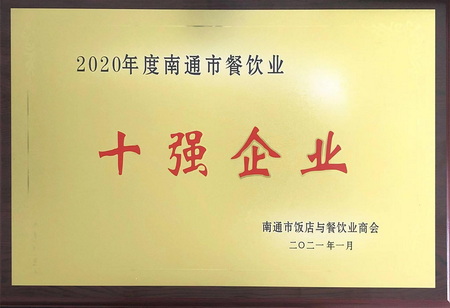 2020年度南通市餐饮业
十强企业
南通市饭店与餐饮业商会
二〇二一年一月